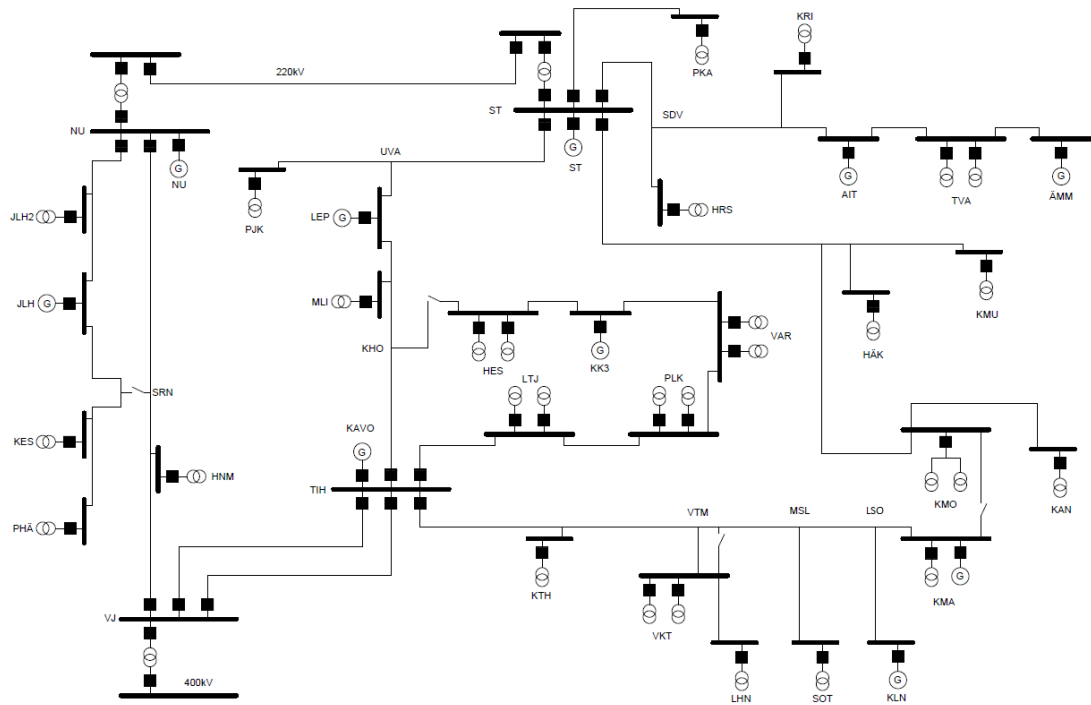 KRI
220kV
PKA
ST
SDV
NU
G
NU
G
ST
UVA
G
AIT
TVA
G
ÄMM
JLH2
LEP
G
HRS
PJK
JLH
G
MLI
KMU
KHO
HES
G
KK3
VAR
HÄK
LTJ
PLK
SRN
KES
KAVO
G
HNM
TIH
KMO
KAN
PHÄ
VTM
MSL
LSO
KTH
G
KMA
VJ
VKT
400kV
LHN
SOT
G
KLN